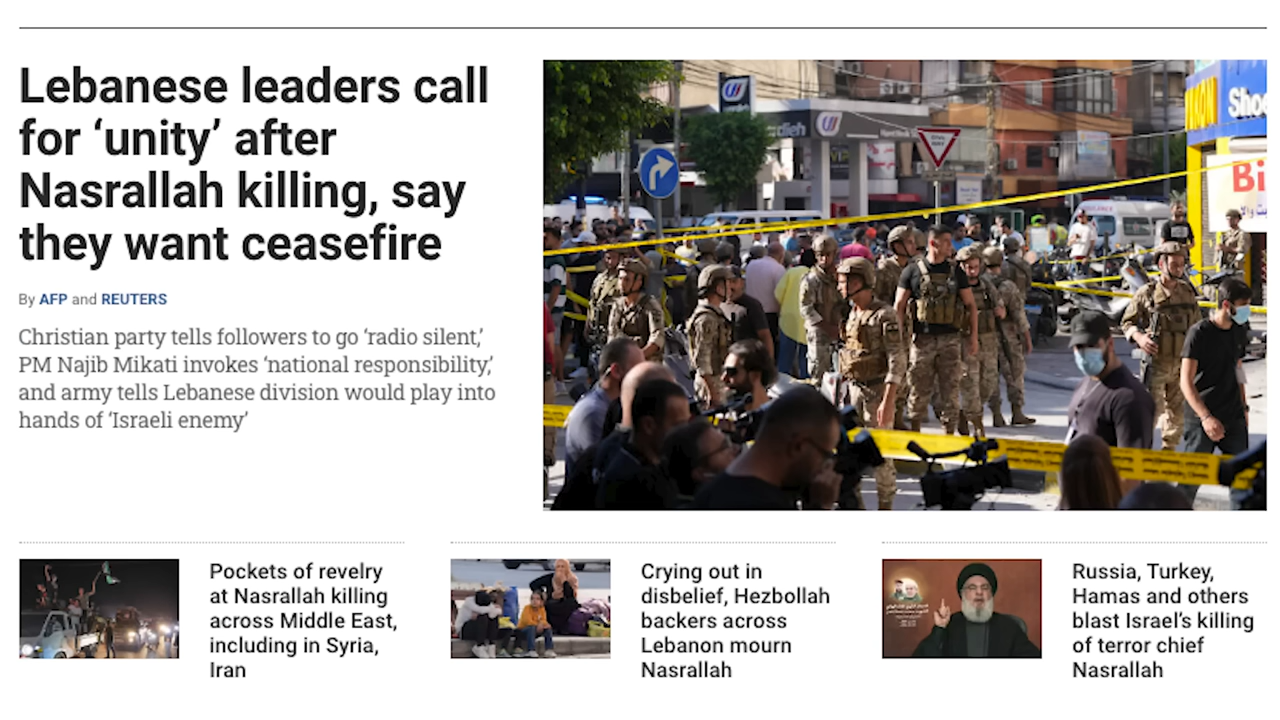 Lebanese leaders call
for ‘unity’ after
Nasrallah killing, say
they want ceasefire
By AFP and REUTERS
Christian party tells followers to go ‘radio silent,’
PM Najib Mikati invokes ‘national responsibility,’
and army tells Lebanese division would play into
hands of ‘Israeli enemy’
Shoe
Bi
Pockets of revelry
at Nasrallah killing
across Middle East,
including in Syria,
Iran
Crying out in
disbelief, Hezbollah
backers across
Lebanon mourn
Nasrallah
Russia, Turkey,
Hamas and others
blast Israel’s killing
of terror chief
Nasrallah